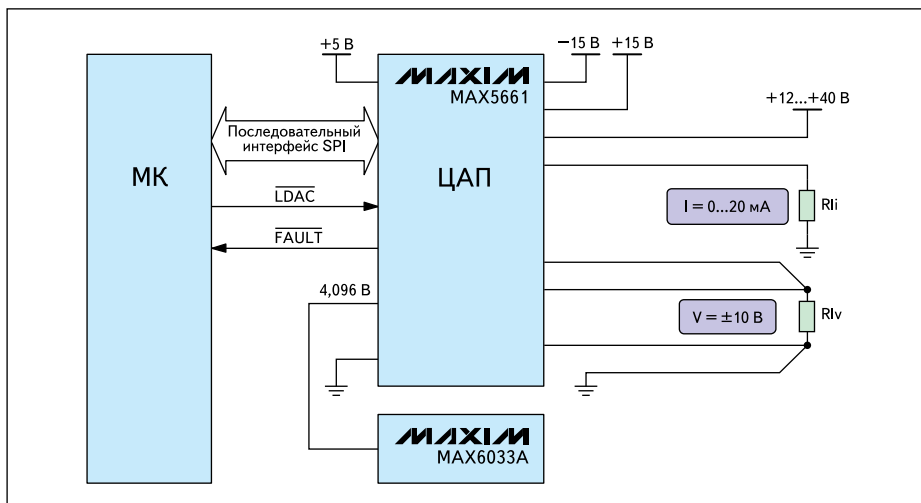 +5 В
−15 В
+15 В
MAXIM
MAX5661
+12...+40 В
Последовательный
интерфейс SPI
МК
ЦАП
LDAC
I = 0...20 мА
Rli
FAULT
4,096 В
V = ±10 В
Rlv
MAXIM
MAX6033A